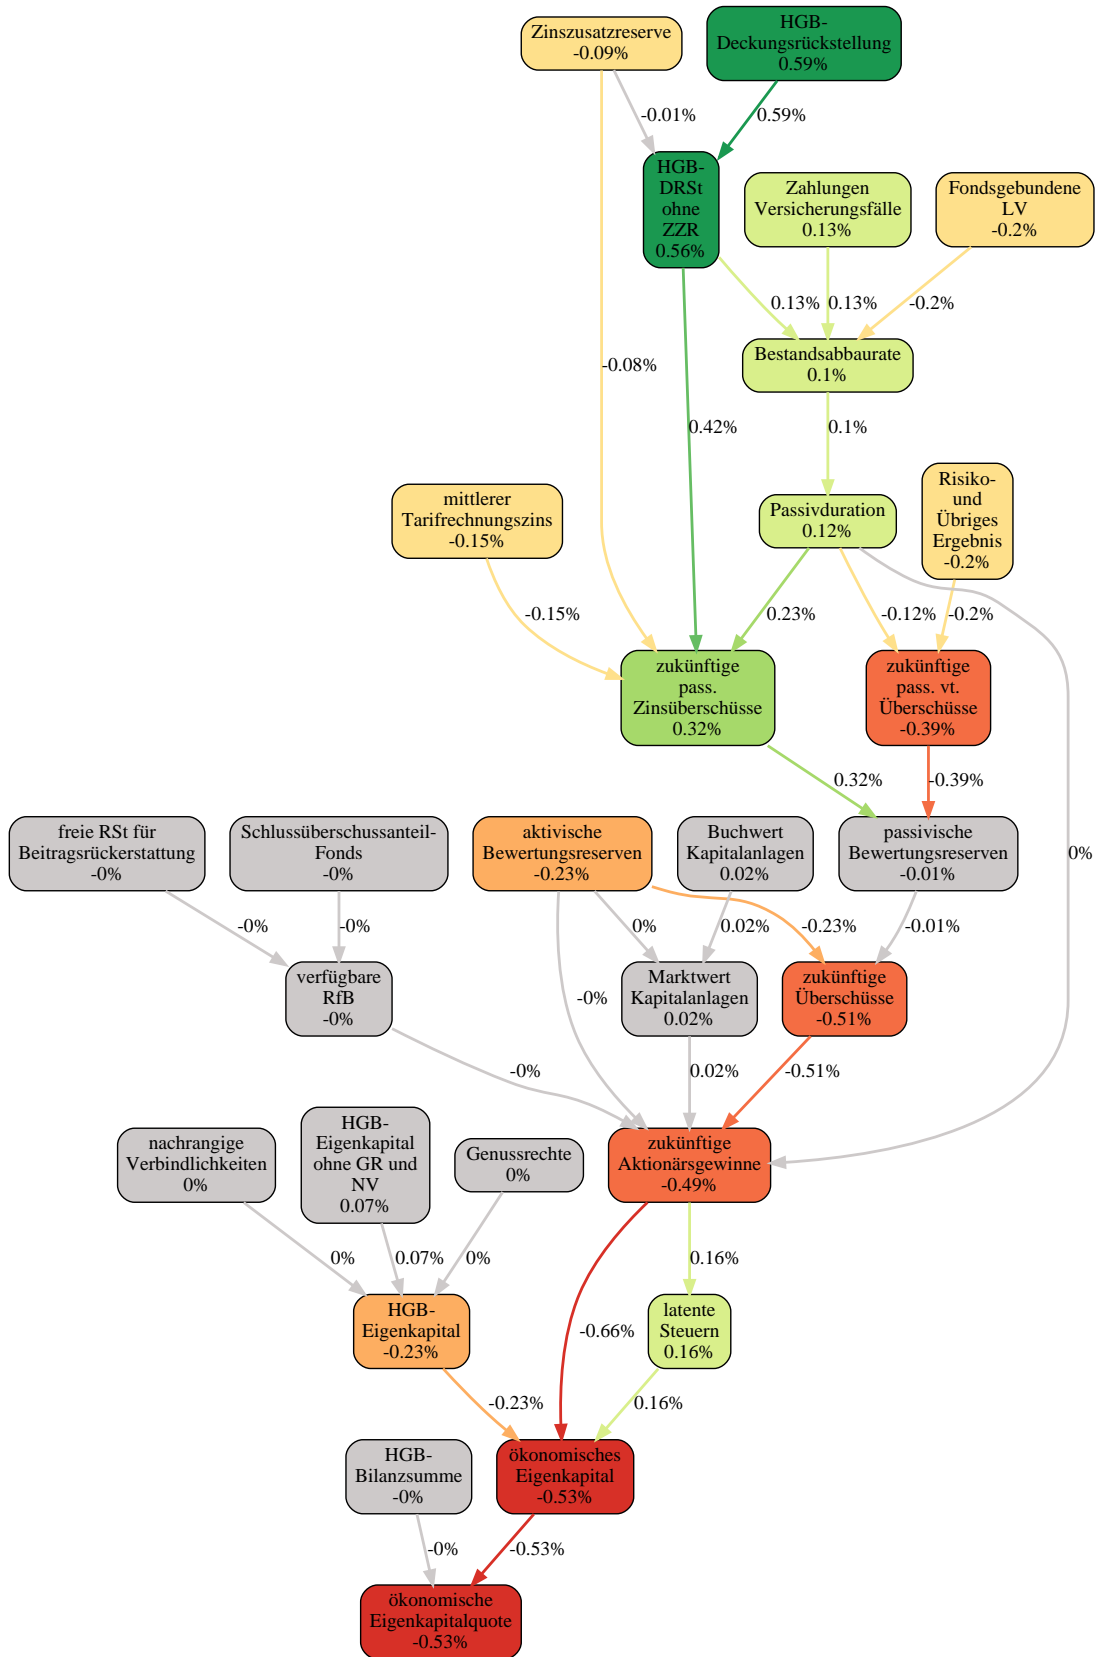 Zinszusatzreserve
-0.09%
HGB-
Deckungsrückstellung
0.59%
-0.01%
0.59%
HGB-
DRSt
ohne
ZZR
0.56%
Zahlungen
Versicherungsfälle
0.13%
Fondsgebundene
LV
-0.2%
0.13%
0.13%
-0.2%
Bestandsabbaurate
0.1%
-0.08%
0.42%
0.1%
mittlerer
Tarifrechnungszins
-0.15%
Passivduration
0.12%
Risiko-
und
Übriges
Ergebnis
-0.2%
-0.15%
0.23%
-0.12%
-0.2%
zukünftige
pass.
Zinsüberschüsse
0.32%
zukünftige
pass. vt.
Überschüsse
-0.39%
0.32%
-0.39%
freie RSt für
Beitragsrückerstattung
-0%
Schlussüberschussanteil-
Fonds
-0%
aktivische
Bewertungsreserven
-0.23%
Buchwert
Kapitalanlagen
0.02%
passivische
Bewertungsreserven
-0.01%
0%
-0%
-0%
0%
0.02%
-0.23%
-0.01%
verfügbare
RfB
-0%
-0%
Marktwert
Kapitalanlagen
0.02%
zukünftige
Überschüsse
-0.51%
-0%
0.02%
-0.51%
nachrangige
Verbindlichkeiten
0%
HGB-
Eigenkapital
ohne GR und
NV
0.07%
Genussrechte
0%
zukünftige
Aktionärsgewinne
-0.49%
0%
0.07%
0%
0.16%
HGB-
Eigenkapital
-0.23%
-0.66%
latente
Steuern
0.16%
-0.23%
0.16%
HGB-
Bilanzsumme
-0%
ökonomisches
Eigenkapital
-0.53%
-0%
-0.53%
ökonomische
Eigenkapitalquote
-0.53%